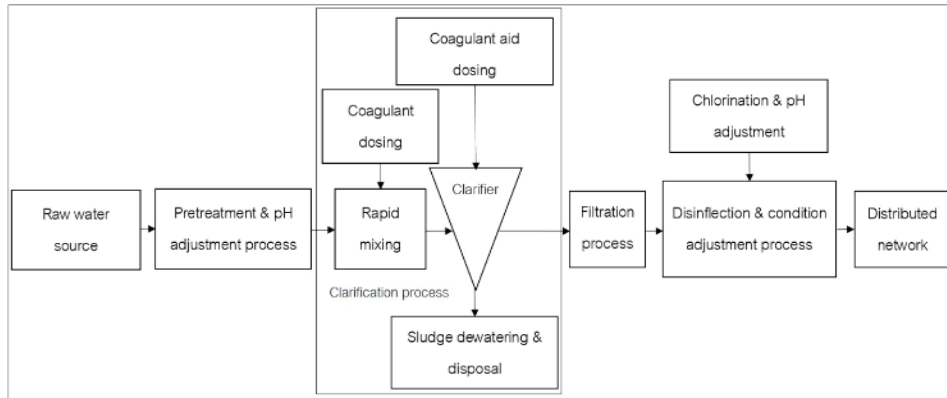 Coagulant aid
dosing
Coagulant
dosing
Chlorination & pH
adjustment
Raw water
source
Pretreatment & pH
adjustment process
Rapid
mixing
Clarifier
Filtration
process
Disinflection & condition
adjustment process
Distributed
network
Clarification process
Sludge dewatering &
disposal